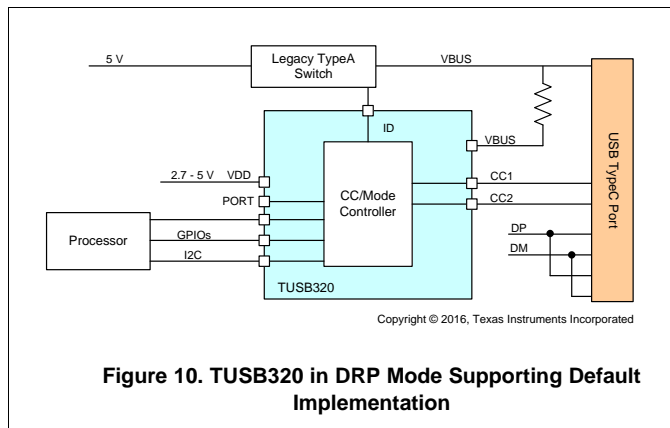 5 V
Legacy TypeA
Switch
VBUS
ID
VBUS
2.7 - 5 V VDD
PORT
CC/Mode
Controller
CC1
CC2
USB TypeC Port
Processor
GPIOs
I2C
DP
DM
TUSB320
Copyright © 2016, Texas Instruments Incorporated
Figure 10. TUSB320 in DRP Mode Supporting Default
Implementation